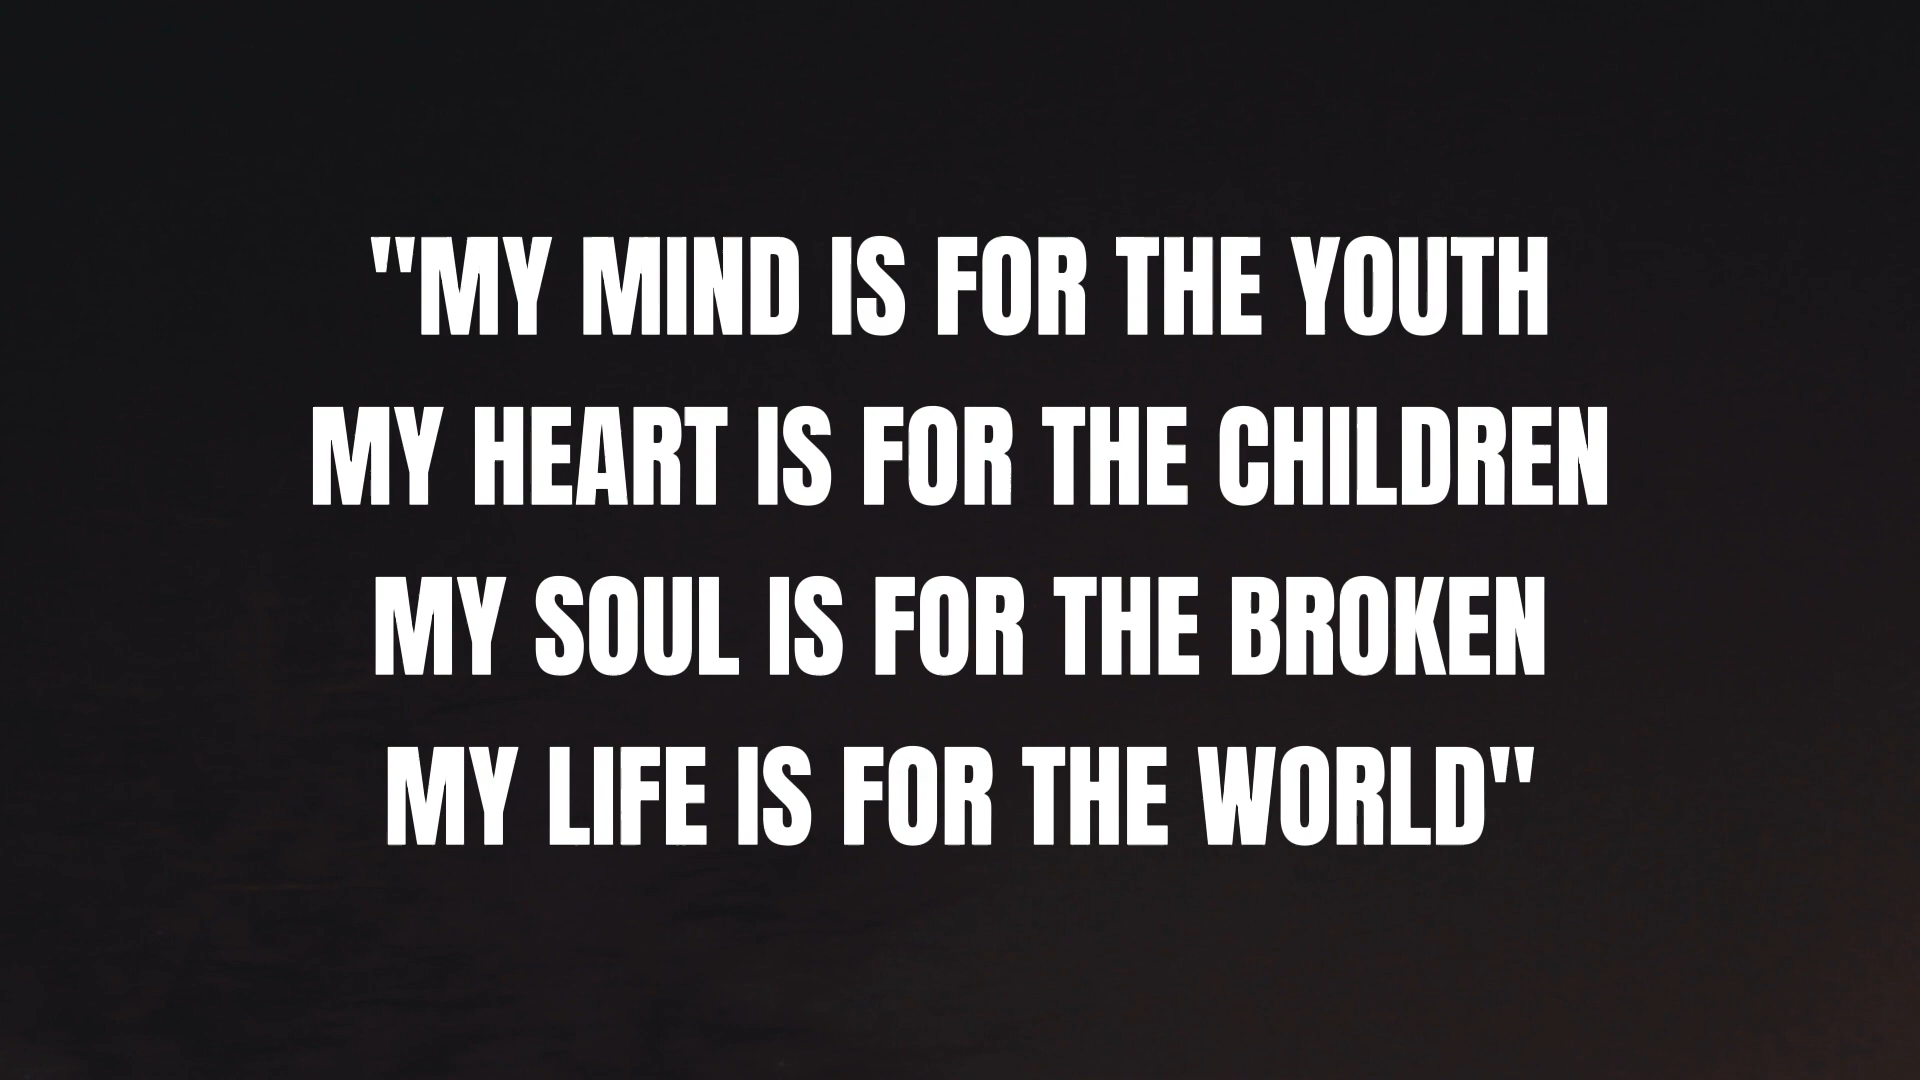 "MY MIND IS FOR THE YOUTH
MY HEART IS FOR THE CHILDREN
MY SOUL IS FOR THE BROKEN
MY LIFE IS FOR THE WORLD"